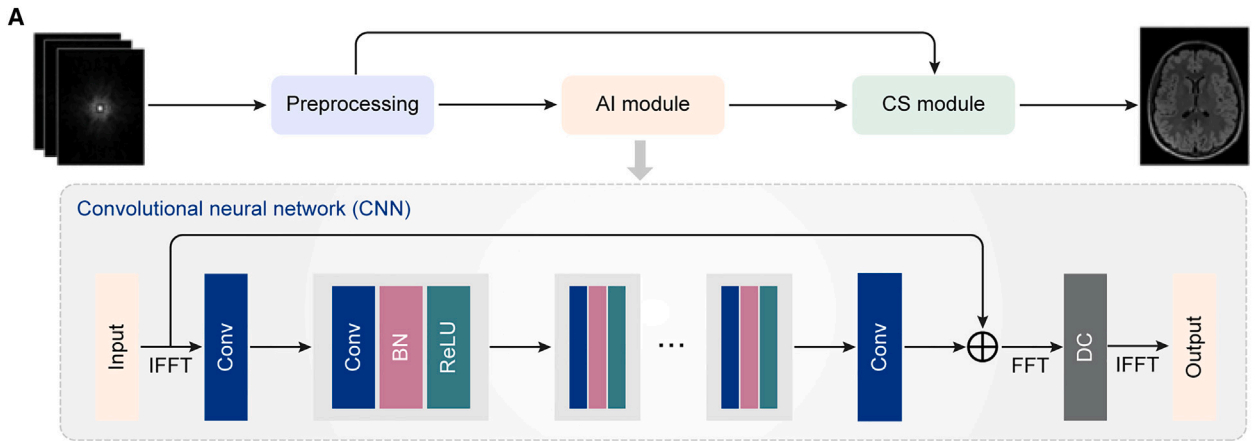 A
Preprocessing
AI module
CS module
Convolutional neural network (CNN)
Input
IFFT
Conv
Conv
BN
ReLU
...
Conv
FFT
DC
IFFT
Output